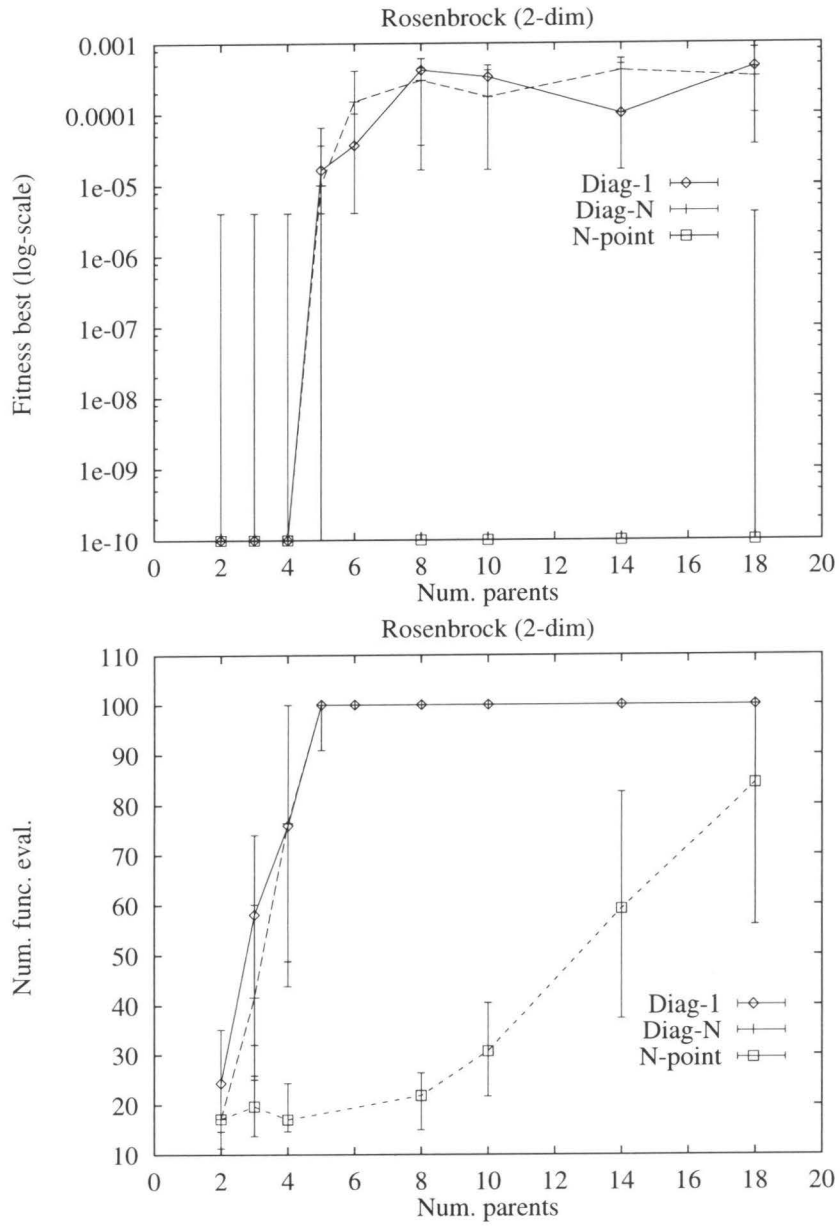 Rosenbrock (2-dim)
0.001
0.0001
1e-05
1e-06
1e-07
1e-08
1e-09
1e-10
Fitness best (log-scale)
Diag-1
Diag-N
N-point
0 2 4 6 8 10 12 14 16 18 20
Num. parents
Rosenbrock (2-dim)
110
100
90
80
70
60
50
40
30
20
10
Num. func. eval.
Diag-1
Diag-N
N-point
0 2 4 6 8 10 12 14 16 18 20
Num. parents